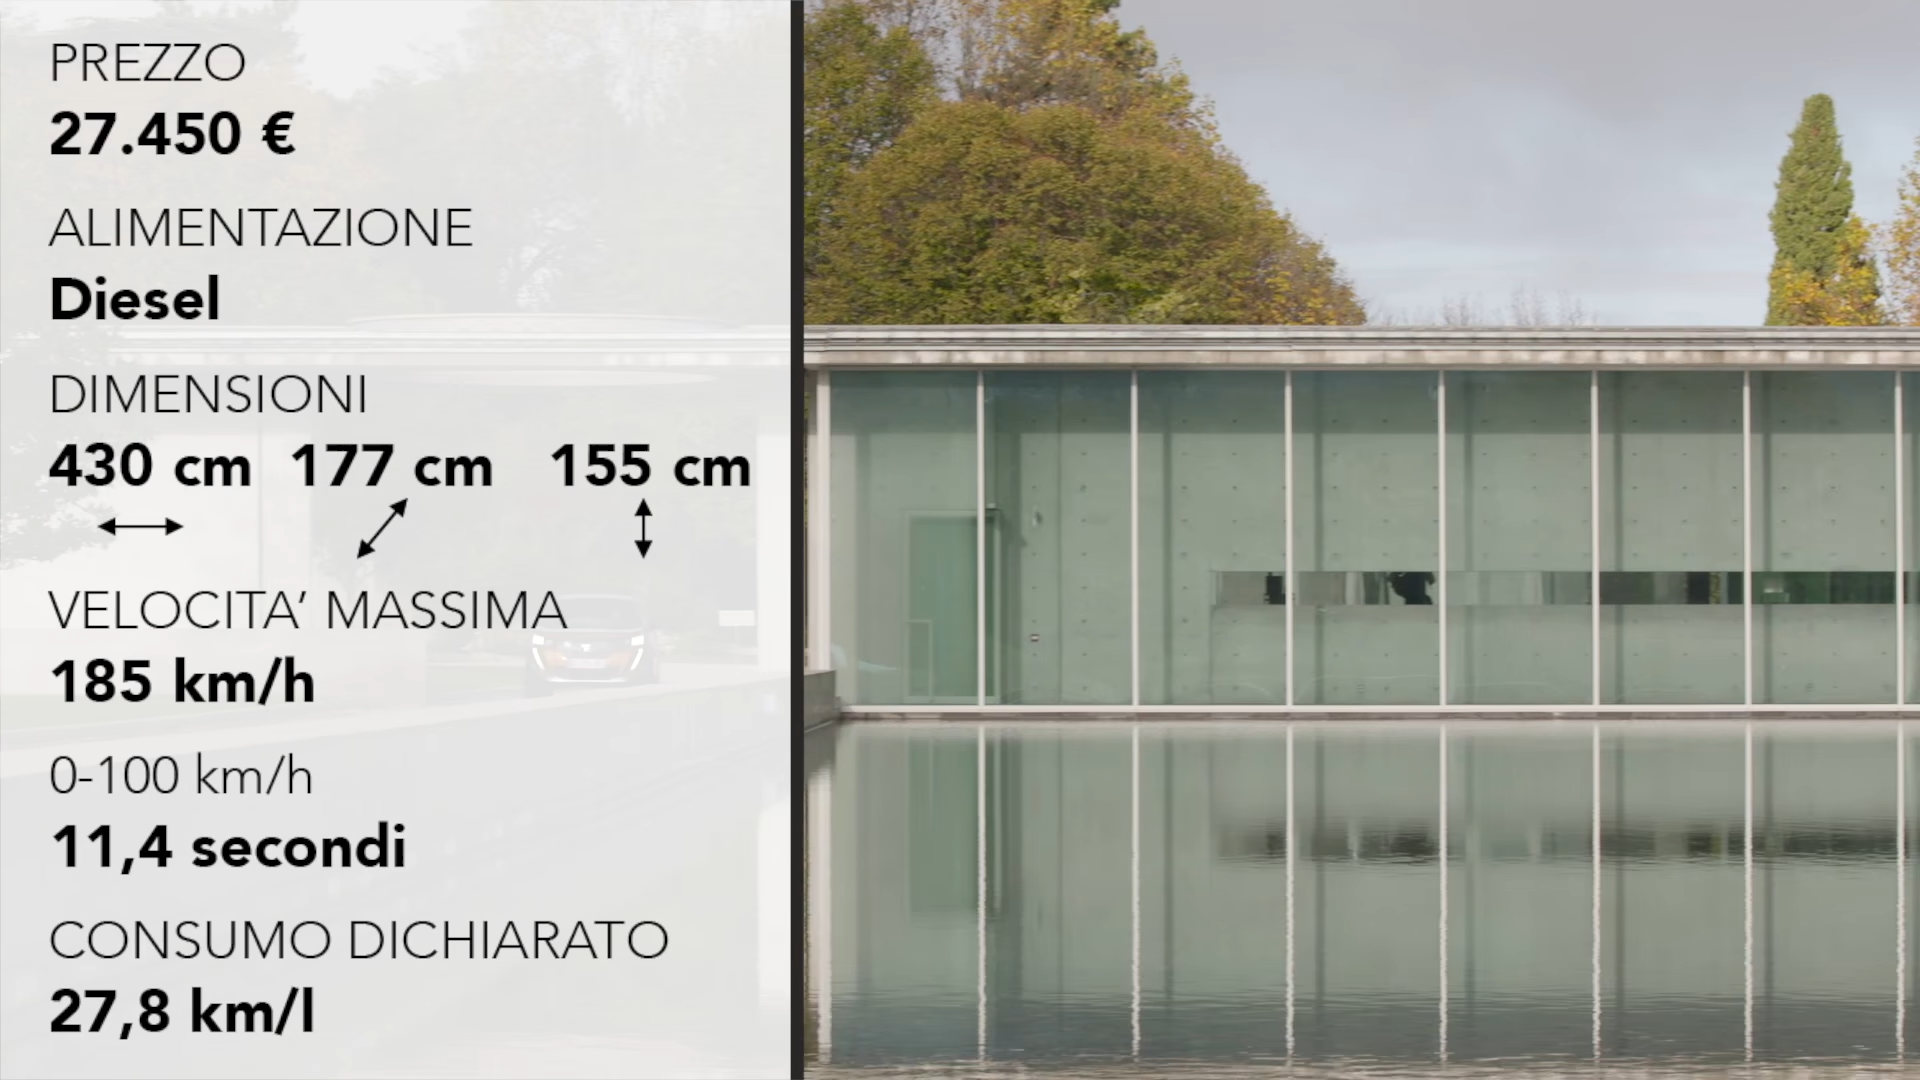 PREZZO
27.450 €
ALIMENTAZIONE
Diesel
DIMENSIONI
430 cm 177 cm 155 cm
VELOCITA’ MASSIMA
185 km/h
0-100 km/h
11,4 secondi
CONSUMO DICHIARATO
27,8 km/l